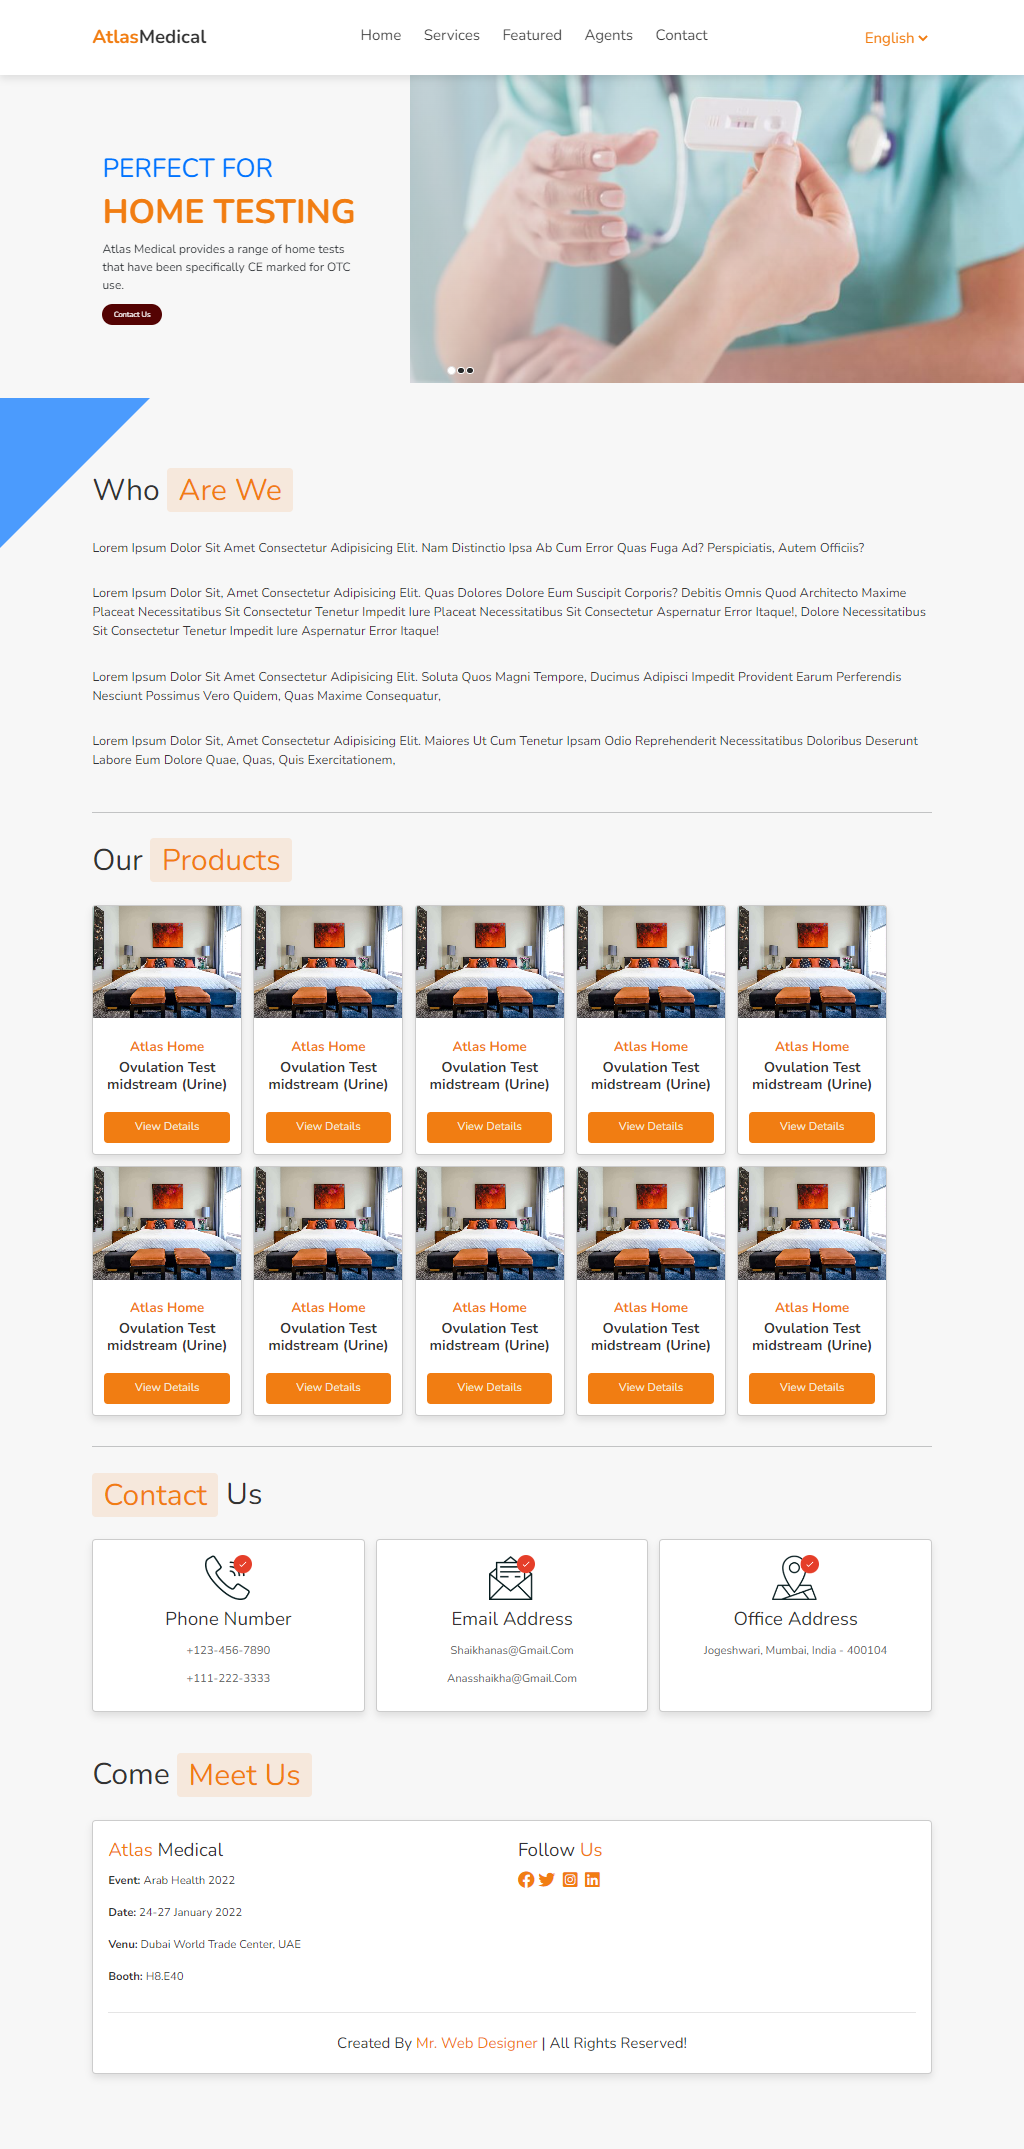 AtlasMedical
Home Services Featured Agents Contact
English
PERFECT FOR
HOME TESTING
Atlas Medical provides a range of home tests
that have been specifically CE marked for OTC
use.
Contact Us
Who Are We
Lorem Ipsum Dolor Sit Amet Consectetur Adipisicing Elit. Nam Distinctio Ipsa Ab Cum Error Quas Fuga Ad? Perspiciatis, Autem Officiis?
Lorem Ipsum Dolor Sit, Amet Consectetur Adipisicing Elit. Quas Dolores Dolore Eum Suscipit Corporis? Debitis Omnis Quod Architecto Maxime
Placeat Necessitatibus Sit Consectetur Tenetur Impedit Iure Placeat Necessitatibus Sit Consectetur Aspernatur Error Itaque!, Dolore Necessitatibus
Sit Consectetur Tenetur Impedit Iure Aspernatur Error Itaque!
Lorem Ipsum Dolor Sit Amet Consectetur Adipisicing Elit. Soluta Quos Magni Tempore, Ducimus Adipisci Impedit Provident Earum Perferendis
Nesciunt Possimus Vero Quidem, Quas Maxime Consequatur,
Lorem Ipsum Dolor Sit, Amet Consectetur Adipisicing Elit. Maiores Ut Cum Tenetur Ipsam Odio Reprehenderit Necessitatibus Doloribus Deserunt
Labore Eum Dolore Quae, Quas, Quis Exercitationem,
Our Products
Atlas Home Atlas Home Atlas Home Atlas Home Atlas Home
Ovulation Test Ovulation Test Ovulation Test Ovulation Test Ovulation Test
midstream (Urine) midstream (Urine) midstream (Urine) midstream (Urine) midstream (Urine)
View Details View Details View Details View Details View Details
Atlas Home Atlas Home Atlas Home Atlas Home Atlas Home
Ovulation Test Ovulation Test Ovulation Test Ovulation Test Ovulation Test
midstream (Urine) midstream (Urine) midstream (Urine) midstream (Urine) midstream (Urine)
View Details View Details View Details View Details View Details
Contact Us
Phone Number
+123-456-7890
+111-222-3333
Email Address
Shaikhanas@Gmail.Com
Anasshaikha@Gmail.Com
Office Address
Jogeshwari, Mumbai, India - 400104
Come Meet Us
Atlas Medical
Event: Arab Health 2022
Date: 24-27 January 2022
Venu: Dubai World Trade Center, UAE
Booth: H8.E40
Follow Us
Created By Mr. Web Designer | All Rights Reserved!